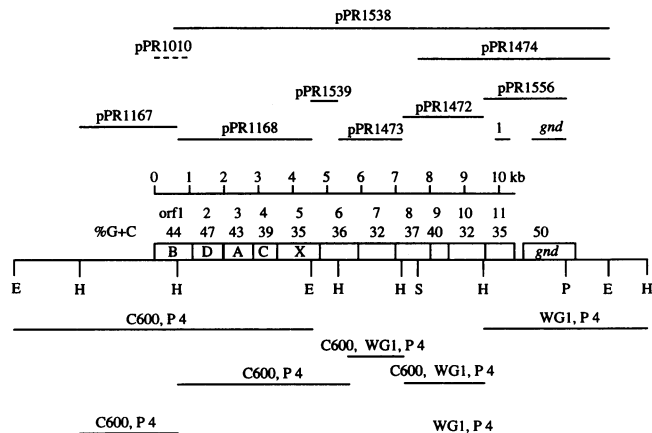 pPR1538
pPR1010
pPR1474
pPR1539
pPR1556
pPR1472
pPR1167
pPR1168
pPR1473
1
gnd
0 1 2 3 4 5 6 7 8 9 10 kb
orf1 2 3 4 5 6 7 8 9 10 11
%G+C 44 47 43 39 35 36 32 37 40 32 35 50
B D A C X gnd
E H H E H H S H P E H
C600, P 4
WG1, P 4
C600, WG1, P 4
C600, P 4
C600, WG1, P 4
C600, P 4
WG1, P 4